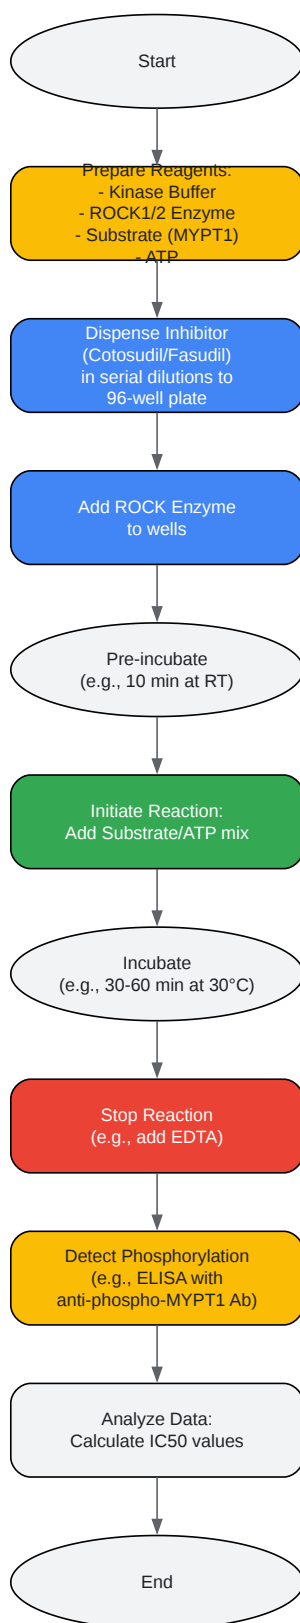 Start
Prepare Reagents:
- Kinase Buffer
- ROCK1/2 Enzyme
- Substrate (MYPT1)
- ATP
Dispense Inhibitor
(Cotosudil/Fasudil)
in serial dilutions to
96-well plate
Add ROCK Enzyme
to wells
Pre-incubate
(e.g., 10 min at RT)
Initiate Reaction:
Add Substrate/ATP mix
Incubate
(e.g., 30-60 min at 30°C)
Stop Reaction
(e.g., add EDTA)
Detect Phosphorylation
(e.g., ELISA with
anti-phospho-MYPT1 Ab)
Analyze Data:
Calculate IC50 values
End